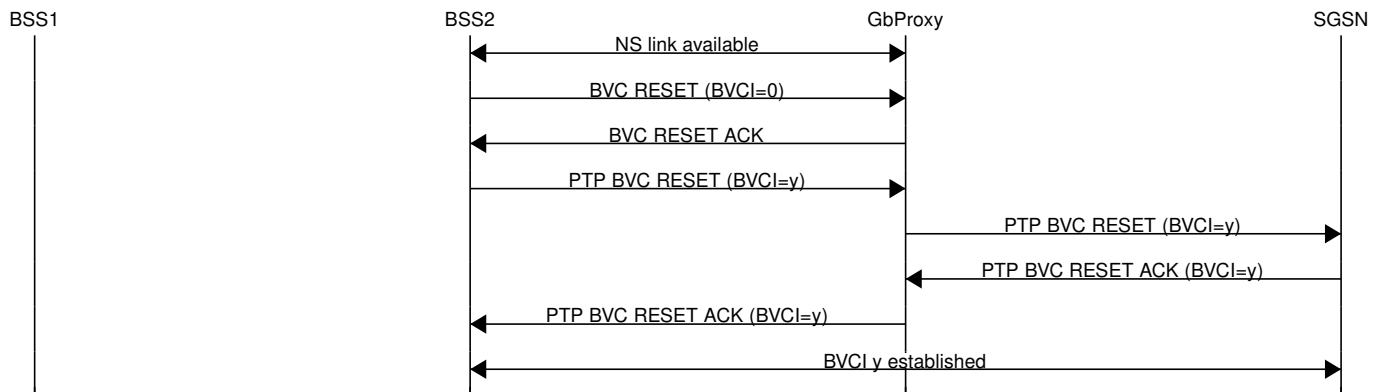 BSS1 BSS2 GbProxy SGSN
NS link available
BVC RESET (BVCI=0)
BVC RESET ACK
PTP BVC RESET (BVCI=y)
PTP BVC RESET (BVCI=y)
PTP BVC RESET ACK (BVCI=y)
PTP BVC RESET ACK (BVCI=y)
BVCI y established